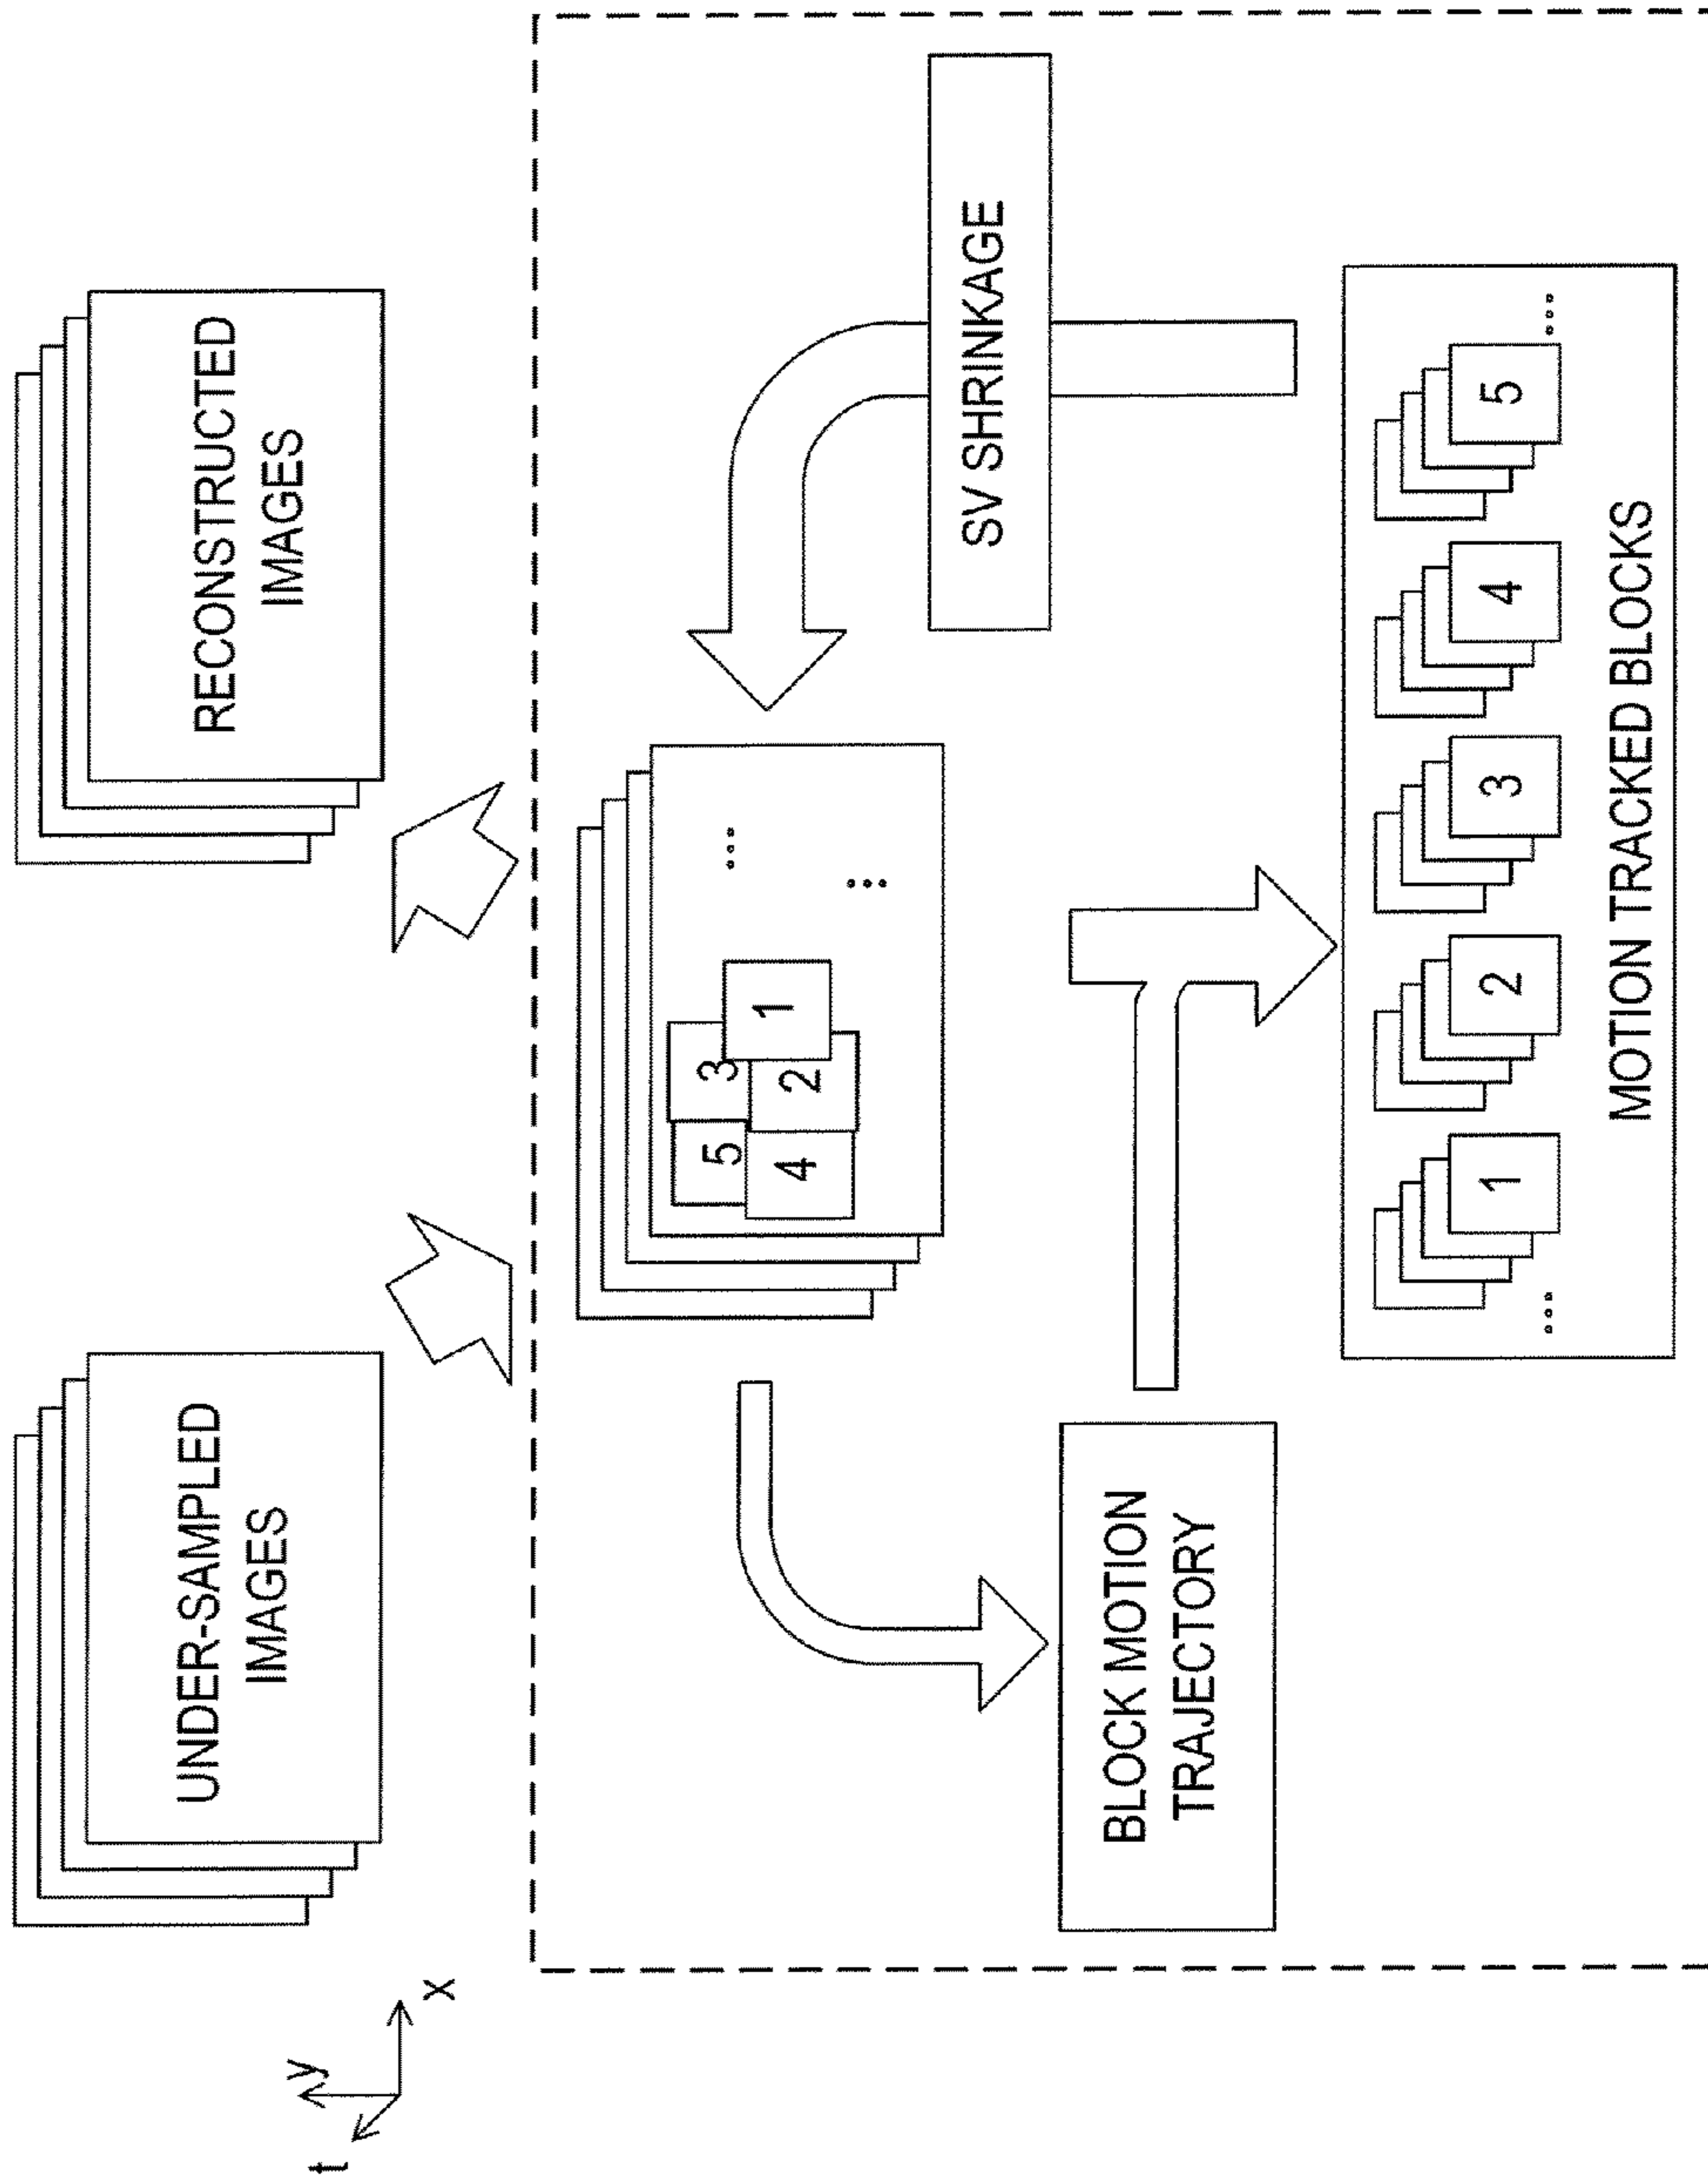 t
y
x
UNDER-SAMPLED
IMAGES
RECONSTRUCTED
IMAGES
5
3
4
2
1
...
...
SV SHRINKAGE
BLOCK MOTION
TRAJECTORY
... 1 2 3 4 5 ...
MOTION TRACKED BLOCKS